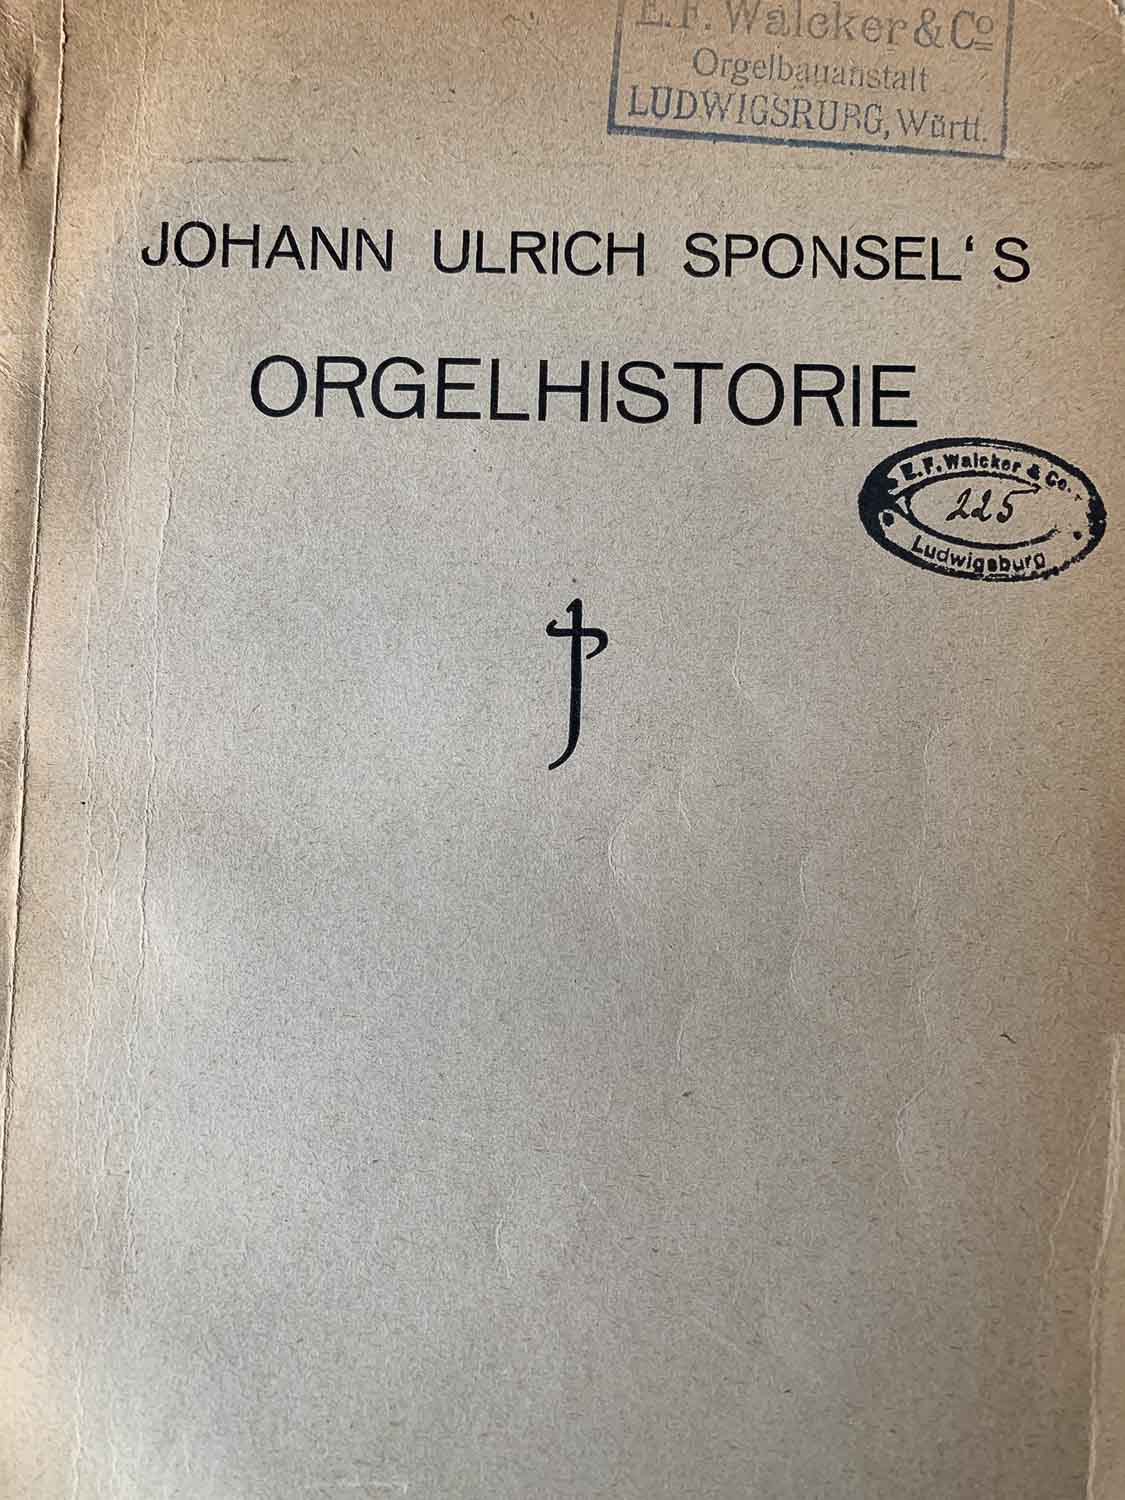 E.F. Walcker & Co
Orgelbauanstalt
LUDWIGSBURG, Württ.
JOHANN ULRICH SPONSEL‘S
ORGELHISTORIE
E.F. Walcker & Co.
225
Ludwigsburg